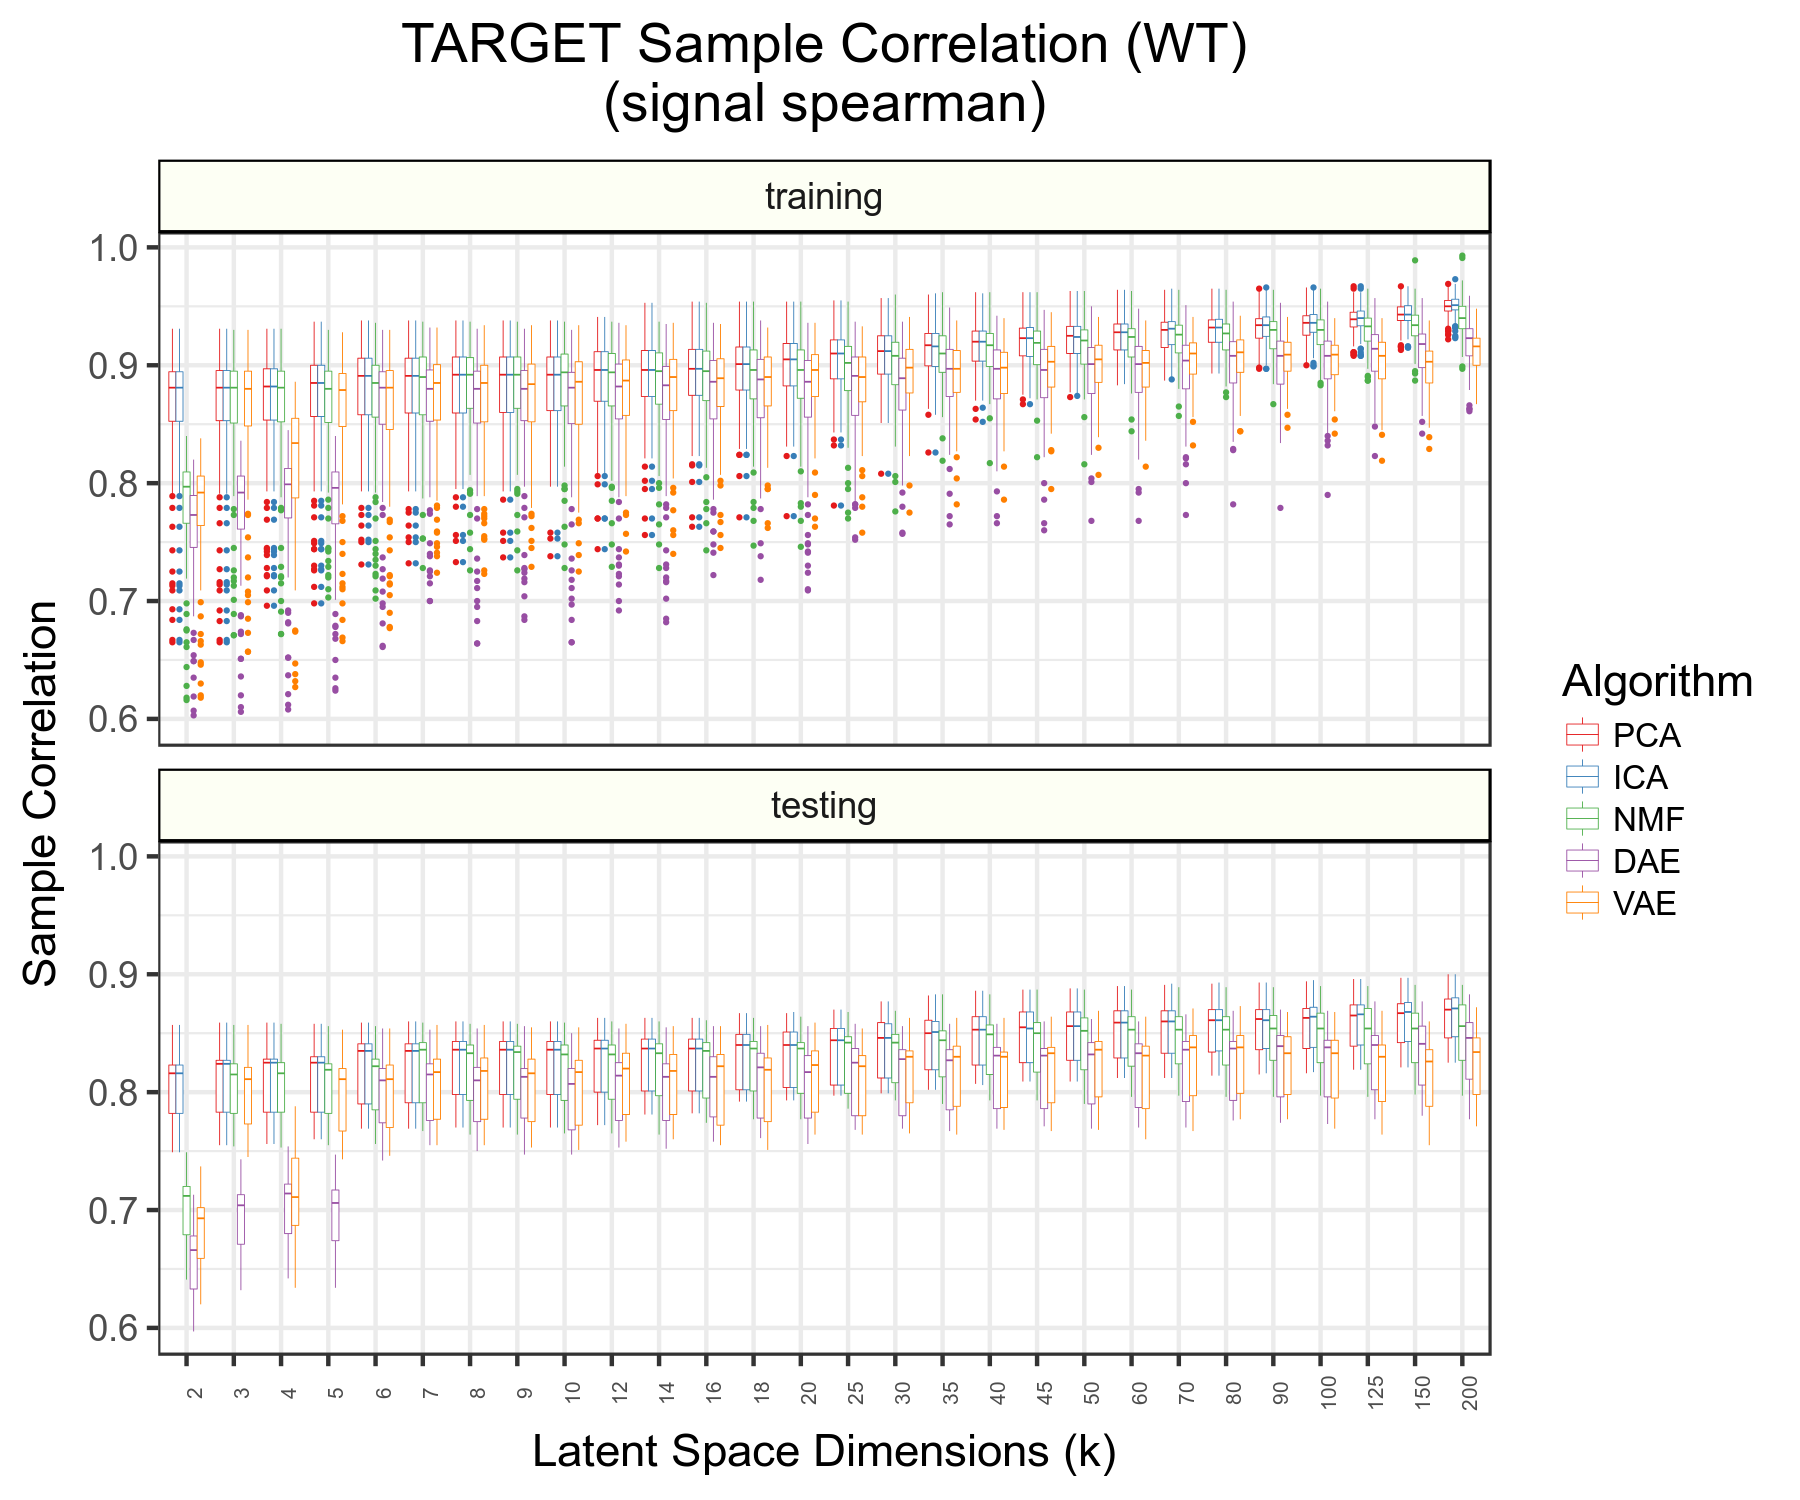 TARGET Sample Correlation (WT)
(signal spearman)
training
1.0
0.9
0.8
0.7
0.6
testing
1.0
0.9
0.8
0.7
0.6
Sample Correlation
2 3 4 5 6 7 8 9 10 12 14 16 18 20 25 30 35 40 45 50 60 70 80 90 100 125 150 200
Latent Space Dimensions (k)
Algorithm
PCA
ICA
NMF
DAE
VAE